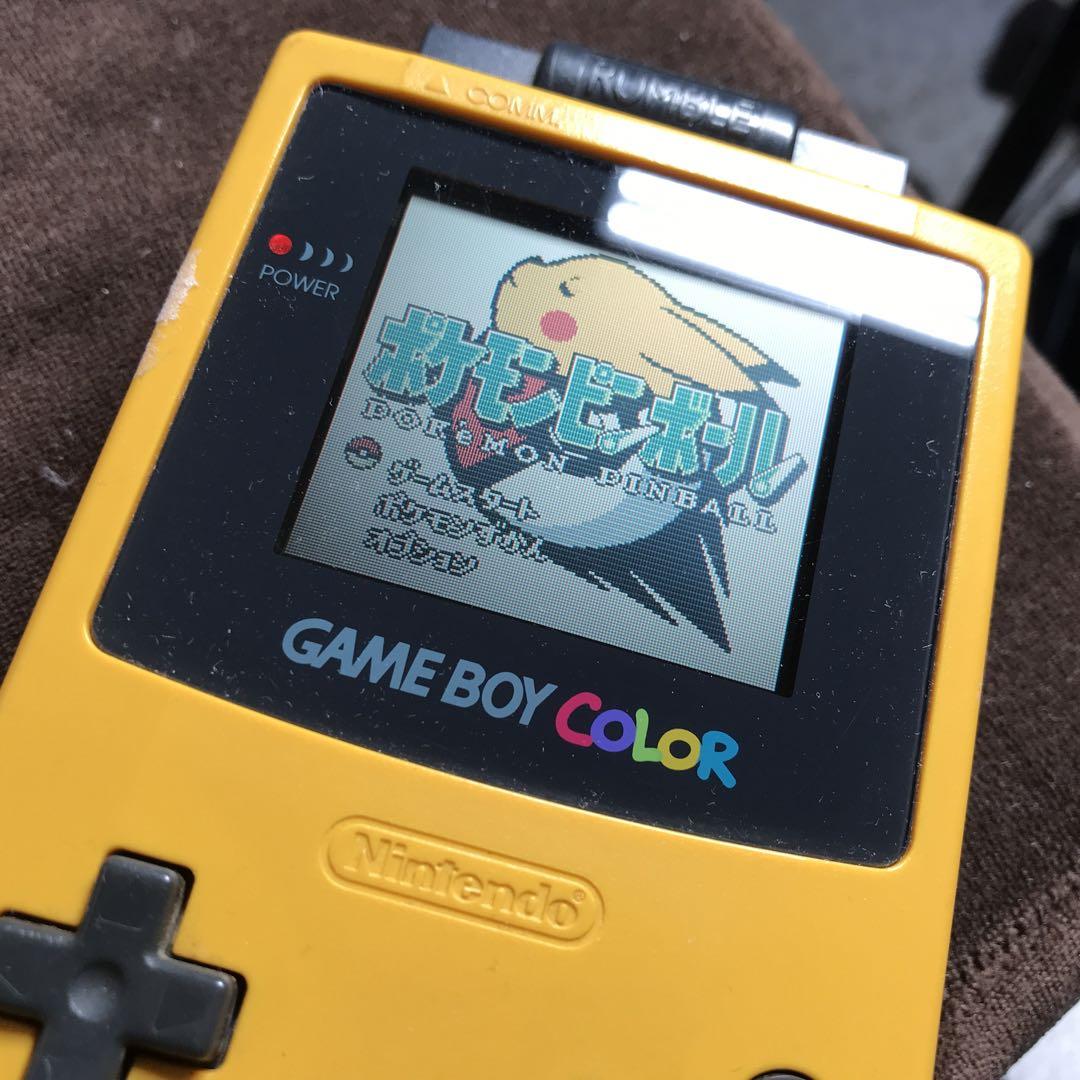 RUMBLE
△ COMM.
POWER
ポケモンピンボール
POKéMON PINBALL
ゲームスタート
ポケモンずかん
オプション
GAME BOY COLOR
Nintendo®